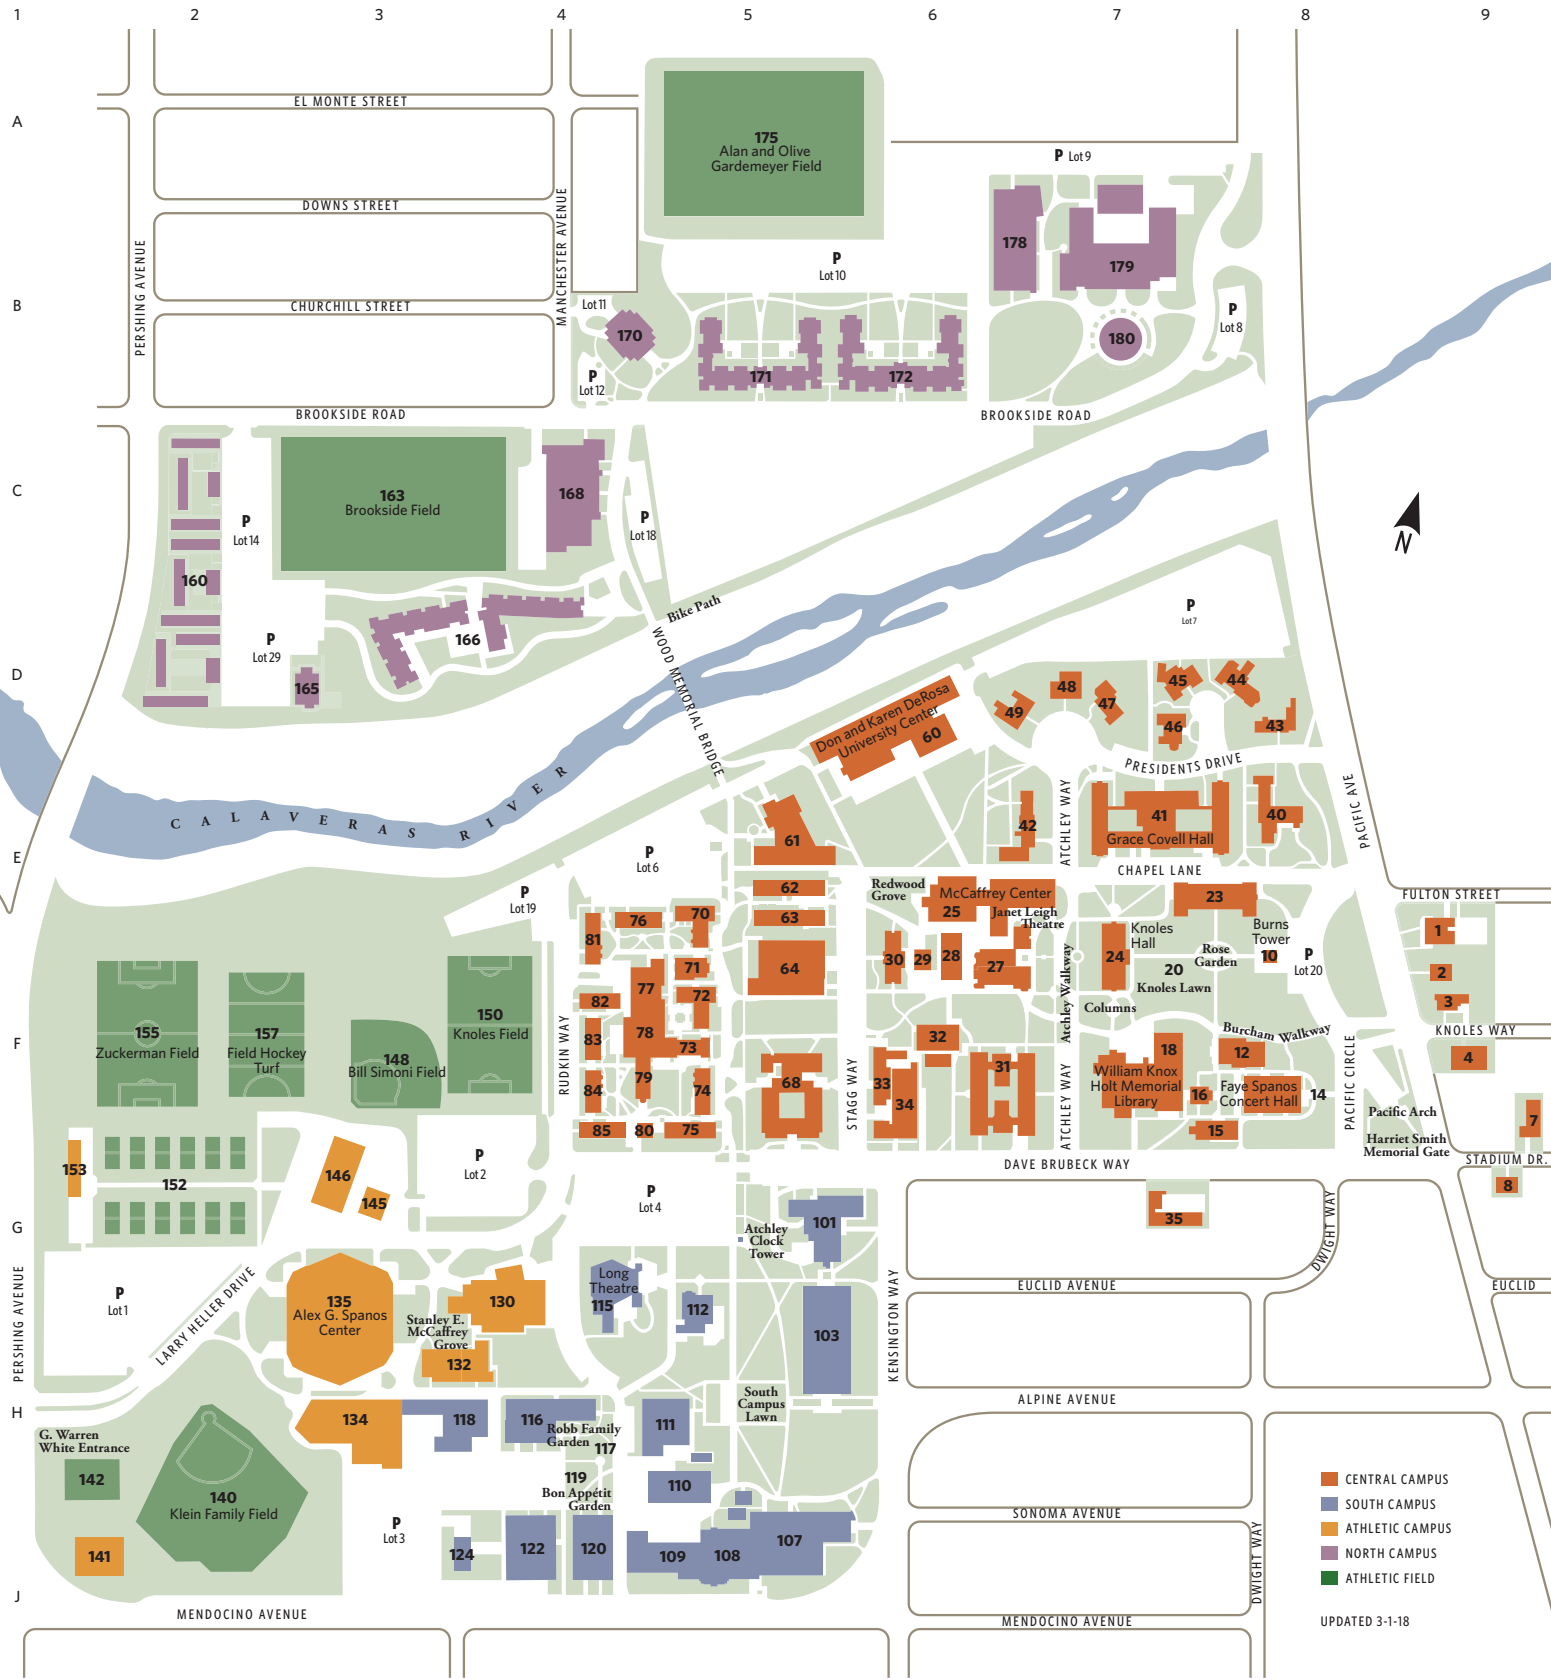 1 2 3 4 5 6 7 8 9
A
B
C
D
E
F
G
H
J
EL MONTE STREET
DOWNS STREET
CHURCHILL STREET
BROOKSIDE ROAD
BROOKSIDE ROAD
PERSHING AVENUE
MANCHESTER AVENUE
175
Alan and Olive
Gardemeyer Field
P Lot 9
178
179
180
P
Lot 10
P
Lot 8
Lot 11
170
P
Lot 12
171
172
163
Brookside Field
168
P
Lot 18
P
Lot 14
160
P
Lot 29
165
166
Bike Path
WOOD MEMORIAL BRIDGE
CALAVERAS RIVER
N
P
Lot 7
Don and Karen DeRosa
University Center
60
49
48
47
45
44
46
43
PRESIDENTS DRIVE
ATCHLEY WAY
PACIFIC AVE
42
41
Grace Covell Hall
40
CHAPEL LANE
FULTON STREET
61
62
63
64
68
P
Lot 6
P
Lot 19
Redwood
Grove
McCaffrey Center
25
Janet Leigh
Theatre
23
Knoles
Hall
24
Burns
Tower
10
Rose
Garden
20
Knoles Lawn
P
Lot 20
30
29
28
27
Atchley Walkway
Columns
Burcham Walkway
1
2
3
KNOLES WAY
4
7
8
STADIUM DR.
32
33
34
31
STAGG WAY
ATCHLEY WAY
18
William Knox
Holt Memorial
Library
12
16
Faye Spanos
Concert Hall
14
15
PACIFIC CIRCLE
Pacific Arch
Harriet Smith
Memorial Gate
76
70
81
71
77
72
82
78
83
73
79
84
74
85
80
75
RUDKIN WAY
155
Zuckerman Field
157
Field Hockey
Turf
148
Bill Simoni Field
150
Knoles Field
153
152
146
145
P
Lot 2
P
Lot 4
DAVE BRUBECK WAY
35
DWIGHT WAY
EUCLID AVENUE
EUCLID
Atchley
Clock
Tower
101
103
KENSINGTON WAY
PERSHING AVENUE
P
Lot 1
LARRY HELLER DRIVE
135
Alex G. Spanos
Center
130
Stanley E.
McCaffrey
Grove
132
Long
Theatre
115
112
South
Campus
Lawn
ALPINE AVENUE
134
118
116
Robb Family
Garden
117
111
G. Warren
White Entrance
142
140
Klein Family Field
141
119
Bon Appétit
Garden
110
P
Lot 3
124
122
120
109
108
107
SONOMA AVENUE
DWIGHT WAY
MENDOCINO AVENUE
MENDOCINO AVENUE
CENTRAL CAMPUS
SOUTH CAMPUS
ATHLETIC CAMPUS
NORTH CAMPUS
ATHLETIC FIELD
UPDATED 3-1-18